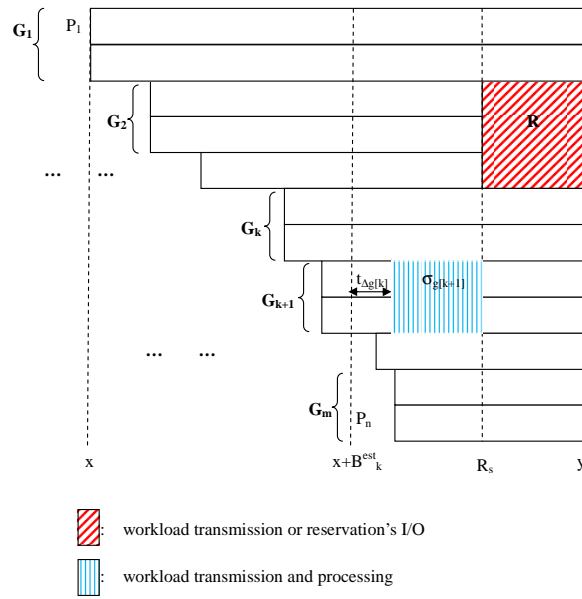 G1
P1
G2
R
... ...
Gk
tΔg[k]
σg[k+1]
Gk+1
... ...
Gm
Pn
x
x+B^est_k
Rs
y
: workload transmission or reservation's I/O
: workload transmission and processing